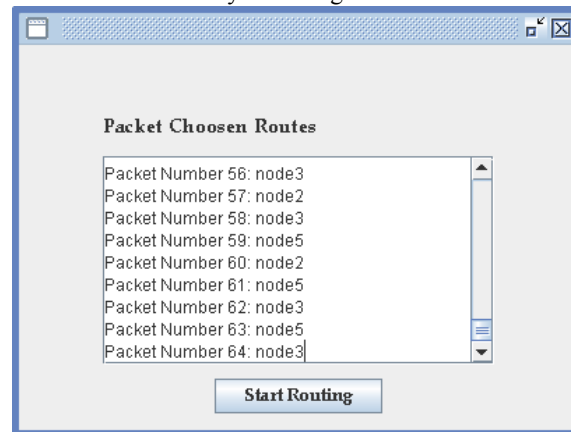 Packet Choosen Routes
Packet Number 56: node3
Packet Number 57: node2
Packet Number 58: node3
Packet Number 59: node5
Packet Number 60: node2
Packet Number 61: node5
Packet Number 62: node3
Packet Number 63: node5
Packet Number 64: node3
Start Routing